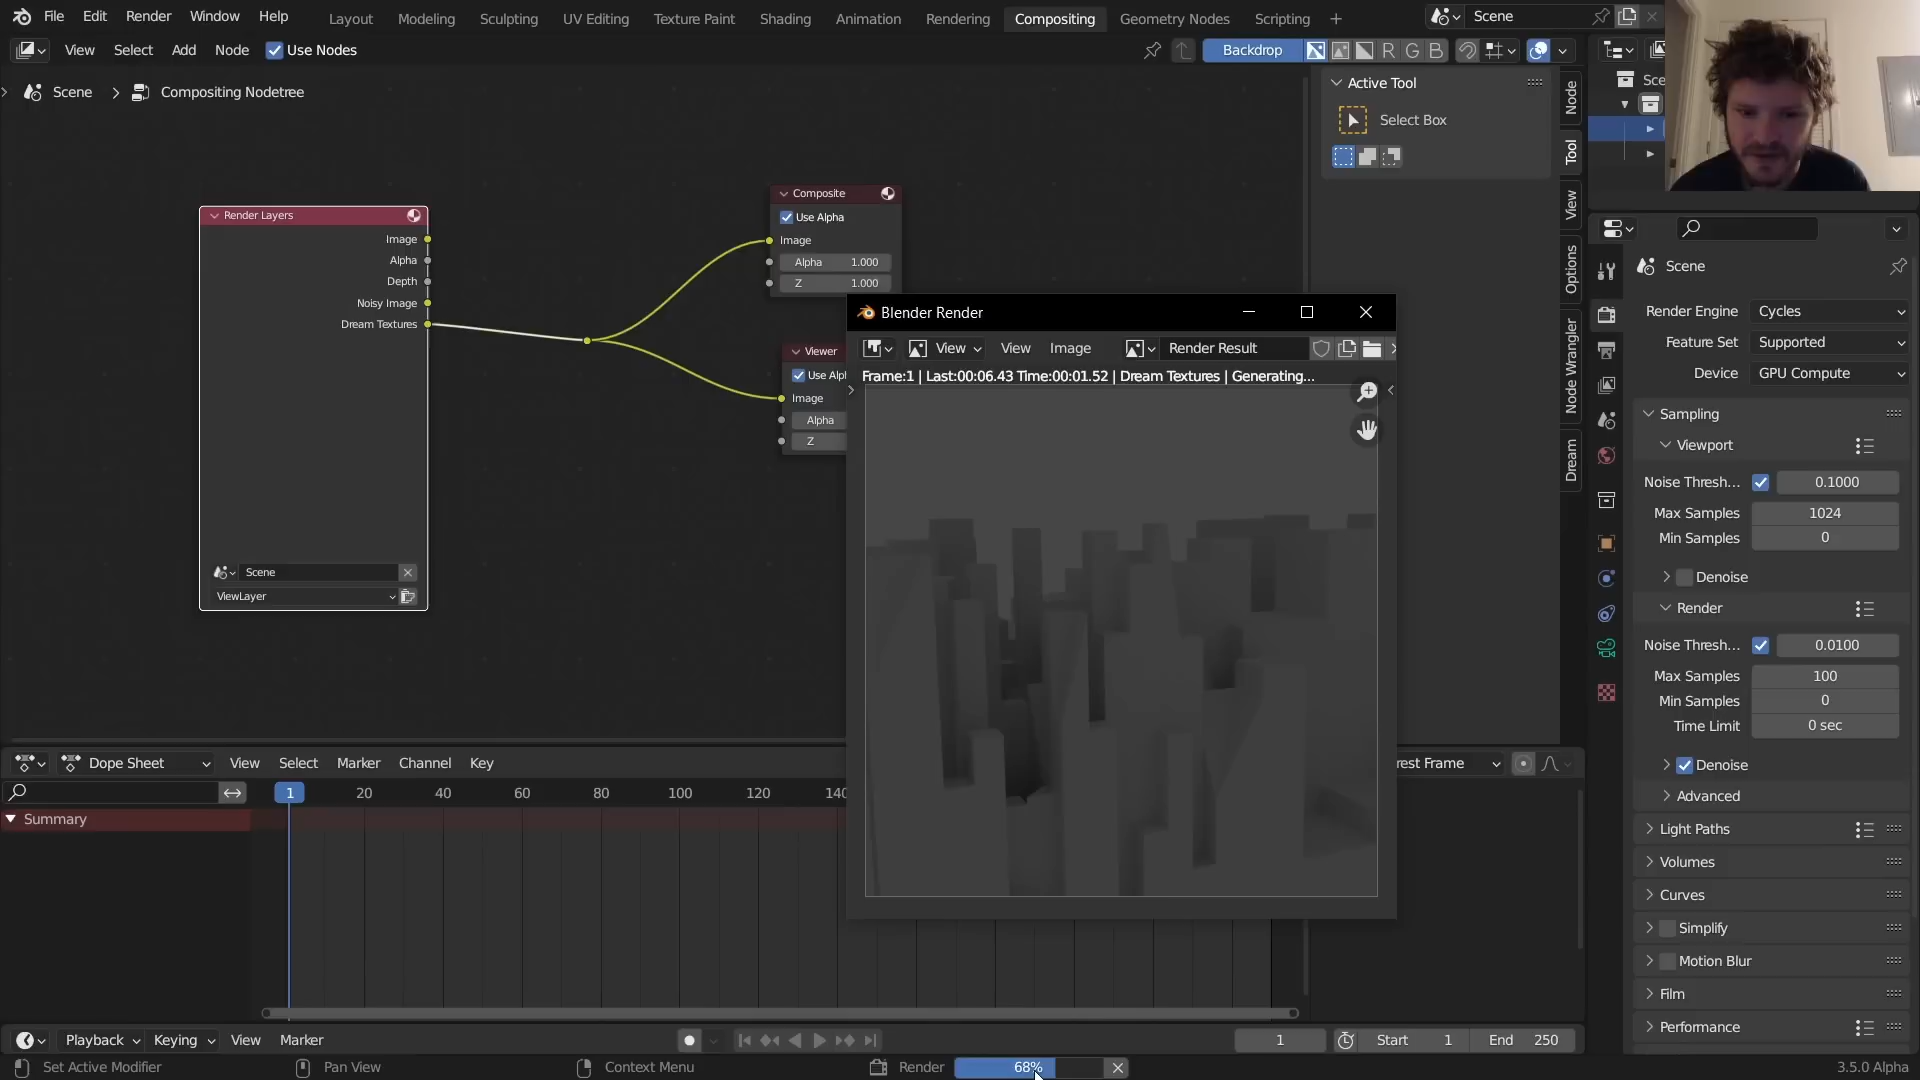 File Edit Render Window Help
Layout Modeling Sculpting UV Editing Texture Paint Shading Animation Rendering Compositing Geometry Nodes Scripting +
Scene
View Select Add Node Use Nodes
Backdrop R G B
Scene > Compositing Nodetree
Active Tool
Select Box
Node
Tool
View
Options
Node Wrangler
Dream
Render Layers
Image
Alpha
Depth
Noisy Image
Dream Textures
Scene
ViewLayer
Composite
Use Alpha
Image
Alpha 1.000
Z 1.000
Viewer
Use Alph
Image
Alpha
Z
Blender Render
View View Image Render Result
Frame:1 | Last:00:06.43 Time:00:01.52 | Dream Textures | Generating...
Sce
Scene
Render Engine Cycles
Feature Set Supported
Device GPU Compute
Sampling
Viewport
Noise Thresh... 0.1000
Max Samples 1024
Min Samples 0
Denoise
Render
Noise Thresh... 0.0100
Max Samples 100
Min Samples 0
Time Limit 0 sec
Denoise
Advanced
Light Paths
Volumes
Curves
Simplify
Motion Blur
Film
Performance
Dope Sheet View Select Marker Channel Key
rest Frame
1 20 40 60 80 100 120 140
Summary
Playback Keying View Marker
1 Start 1 End 250
Set Active Modifier Pan View Context Menu Render 68% 3.5.0 Alpha